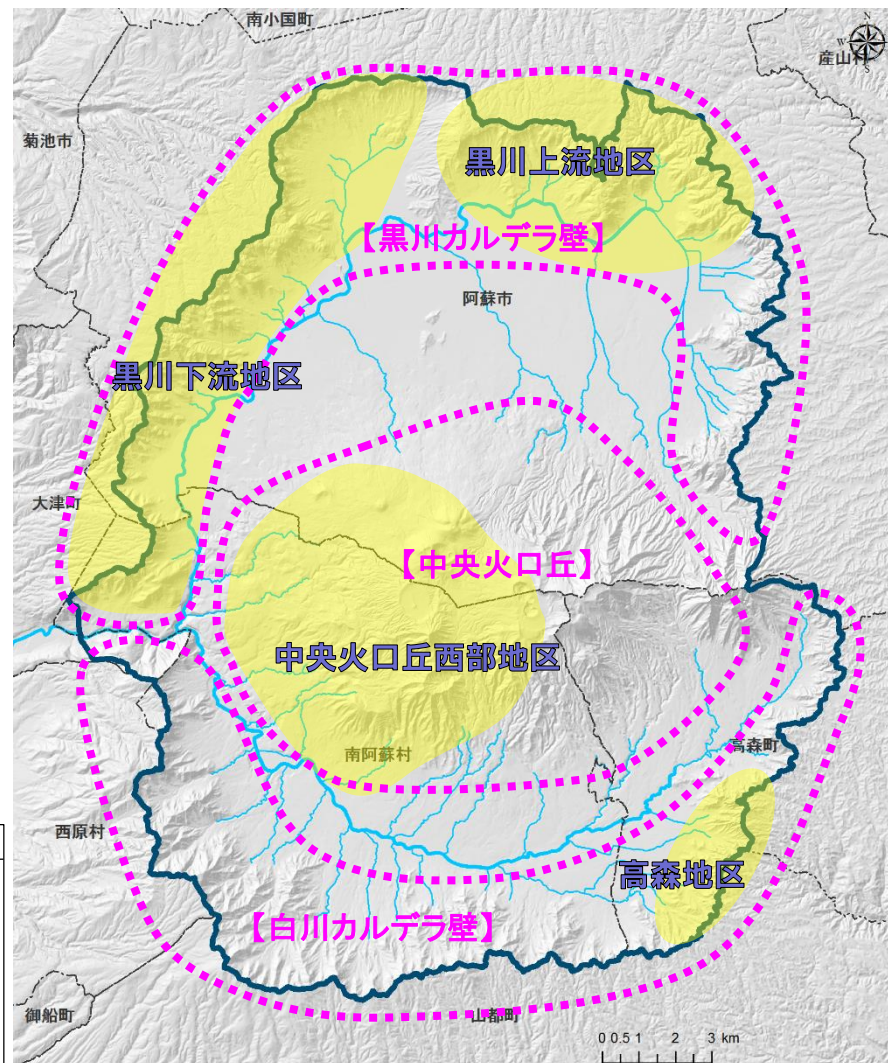 南小国町
N
W
S
産山村
菊池市
黒川上流地区
【黒川カルデラ壁】
阿蘇市
黒川下流地区
大津町
【中央火口丘】
中央火口丘西部地区
南阿蘇村
高森町
西原村
高森地区
【白川カルデラ壁】
御船町
山都町
0 0.5 1 2 3 km